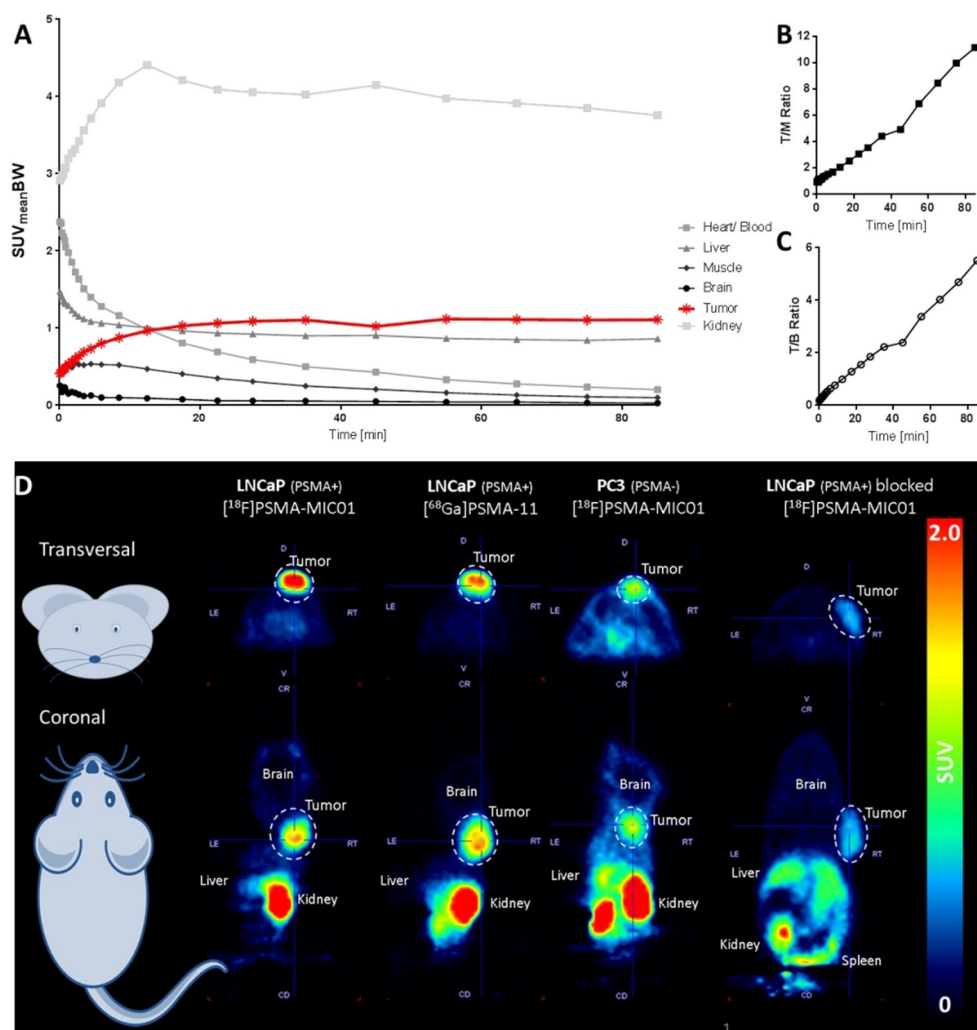 A
SUVmeanBW
5
4
3
2
1
0
0
20
40
60
80
Time [min]
Heart/ Blood
Liver
Muscle
Brain
Tumor
Kidney
B
T/M Ratio
12
10
8
6
4
2
0
0
20
40
60
80
Time [min]
C
T/B Ratio
6
4
2
0
0
20
40
60
80
Time [min]
D
LNCaP (PSMA+)
[18F]PSMA-MIC01
LNCaP (PSMA+)
[68Ga]PSMA-11
PC3 (PSMA-)
[18F]PSMA-MIC01
LNCaP (PSMA+) blocked
[18F]PSMA-MIC01
Transversal
D
Tumor
LE
RT
V
D
Tumor
LE
RT
V
D
Tumor
LE
RT
V
D
Tumor
LE
RT
V
Coronal
CR
Brain
Tumor
LE
RT
Liver
Kidney
CD
CR
Brain
Tumor
LE
RT
Liver
Kidney
CD
CR
Brain
Tumor
LE
RT
Liver
Kidney
CD
CR
Brain
Tumor
LE
RT
Liver
Kidney
Spleen
CD
2.0
SUV
0
1